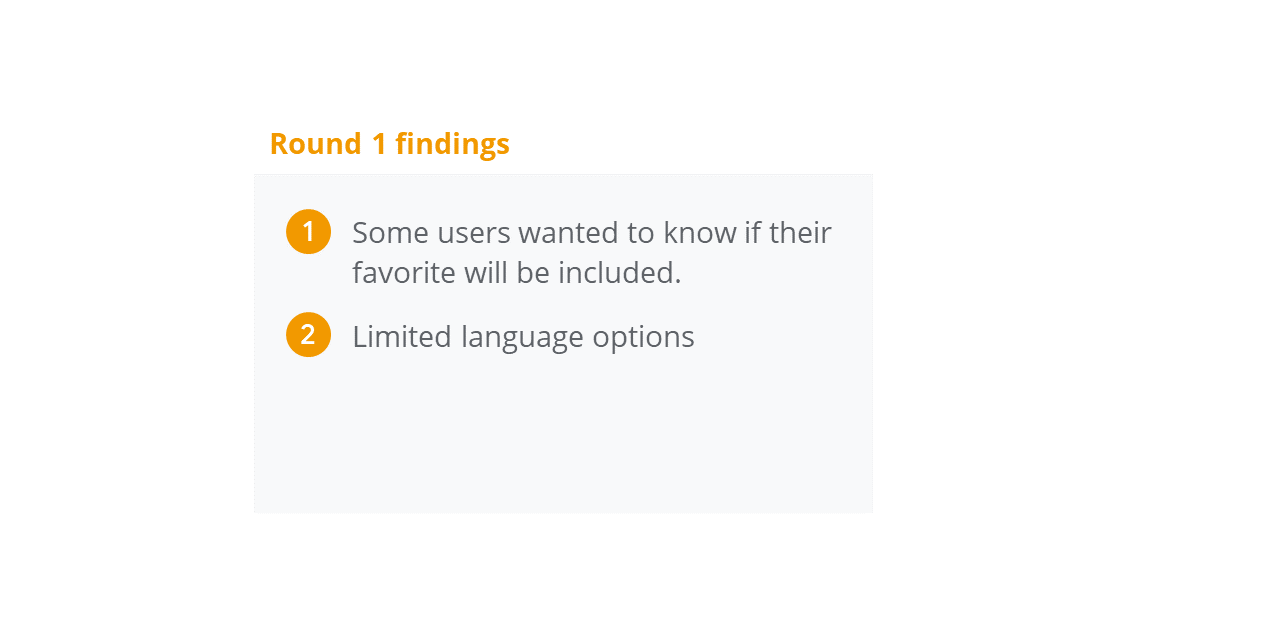 Round 1 findings
1 Some users wanted to know if their
favorite will be included.
2 Limited language options